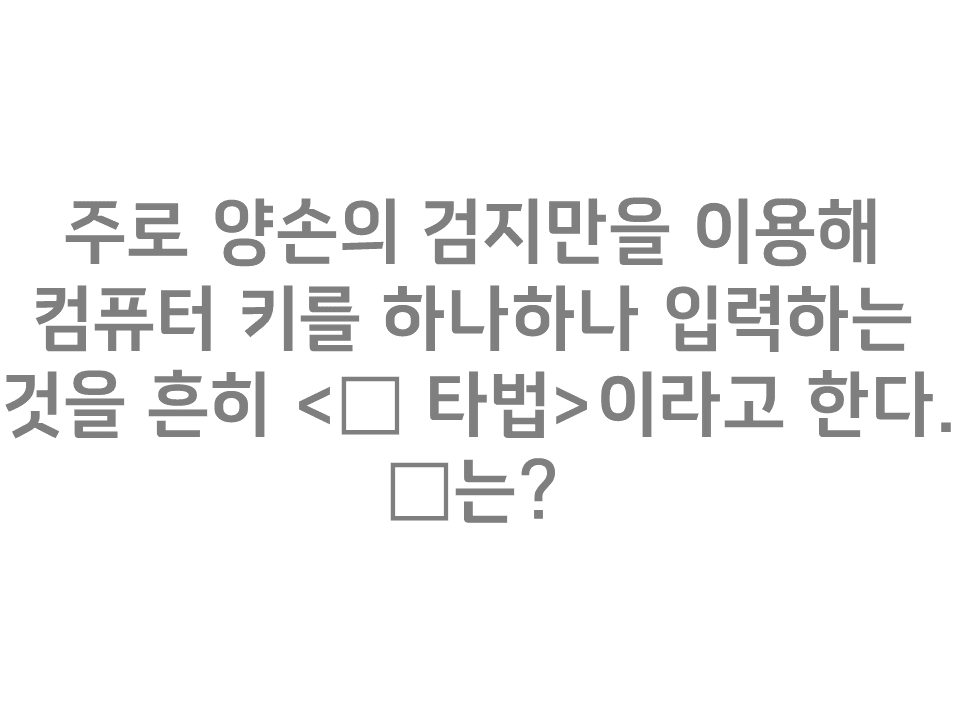 주로 양손의 검지만을 이용해
컴퓨터 키를 하나하나 입력하는
것을 흔히 <□ 타법>이라고 한다.
□는?